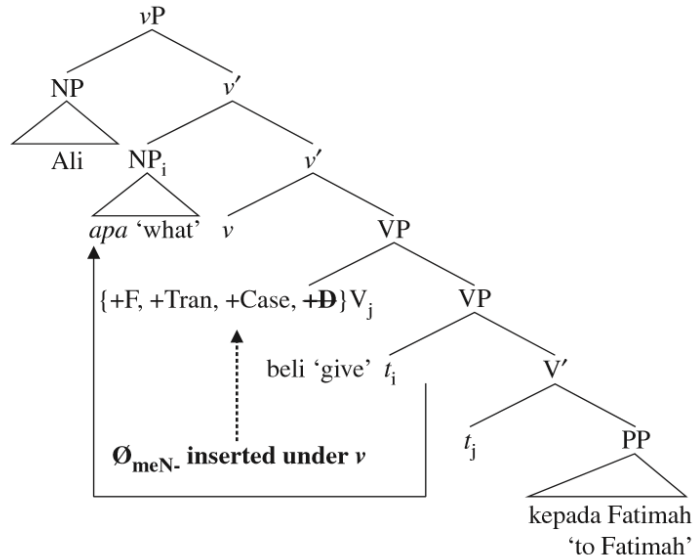 vP
NP v′
Ali NPᵢ v′
apa ‘what’ v VP
{+F, +Tran, +Case, +D}Vⱼ VP
beli ‘give’ tᵢ V′
tⱼ PP
Ø_meN- inserted under v
kepada Fatimah
‘to Fatimah’